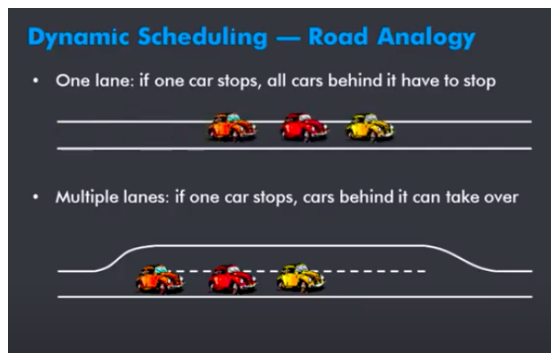 Dynamic Scheduling — Road Analogy
• One lane: if one car stops, all cars behind it have to stop
• Multiple lanes: if one car stops, cars behind it can take over